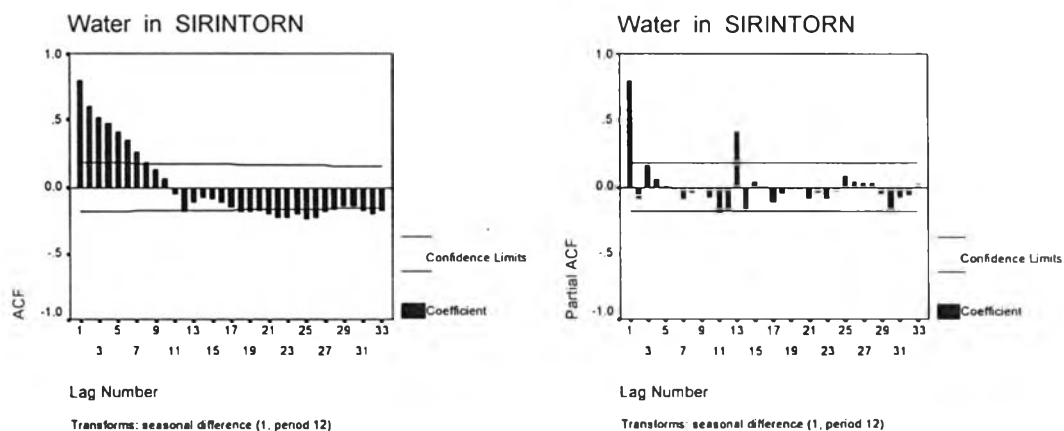 Water in SIRINTORN
1.0
.5
0.0
-.5
-1.0
ACF
1 5 9 13 17 21 25 29 33
3 7 11 15 19 23 27 31
Lag Number
Transforms: seasonal difference (1, period 12)
Confidence Limits
Coefficient
Water in SIRINTORN
1.0
.5
0.0
-.5
-1.0
Partial ACF
1 5 9 13 17 21 25 29 33
3 7 11 15 19 23 27 31
Lag Number
Transforms: seasonal difference (1, period 12)
Confidence Limits
Coefficient